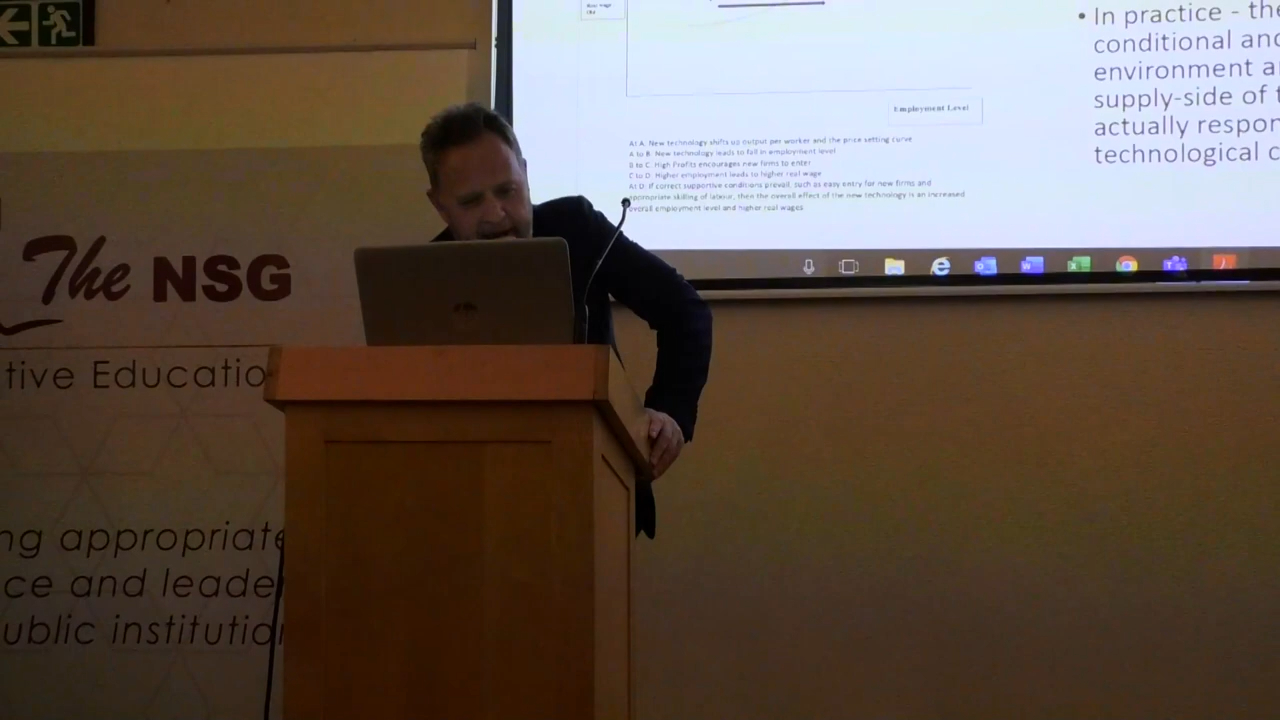 The NSG
tive Educatio
ng appropriate
ce and leade
ublic institution
Employment Level
At A: New technology shifts up output per worker and the price setting curve
A to B: New technology leads to fall in employment level
B to C: High Profits encourages new firms to enter
C to D: Higher employment leads to higher real wage
At D: If correct supportive conditions prevail, such as easy entry for new firms and
appropriate skilling of labour, then the overall effect of the new technology is an increased
overall employment level and higher real wages
• In practice - the
conditional and
environment a
supply-side of t
actually respon
technological c